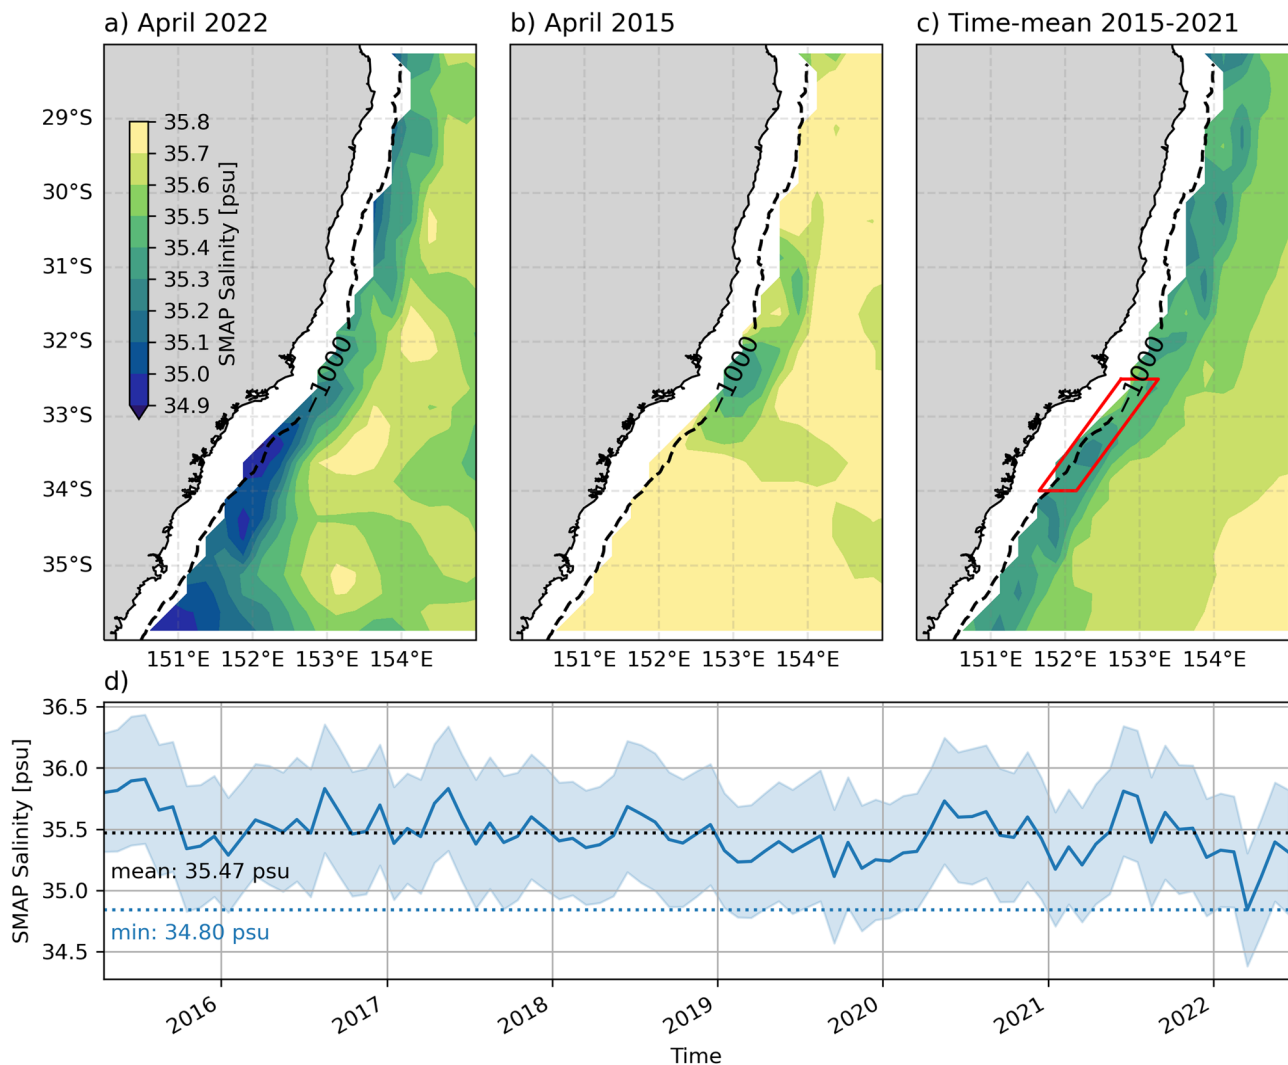 a) April 2022
b) April 2015
c) Time-mean 2015-2021
29°S
30°S
31°S
32°S
33°S
34°S
35°S
35.8
35.7
35.6
35.5
35.4
35.3
35.2
35.1
35.0
34.9
SMAP Salinity [psu]
-1000
-1000
-1000
151°E 152°E 153°E 154°E
151°E 152°E 153°E 154°E
151°E 152°E 153°E 154°E
d)
36.5
36.0
35.5
35.0
34.5
SMAP Salinity [psu]
mean: 35.47 psu
min: 34.80 psu
2016
2017
2018
2019
2020
2021
2022
Time